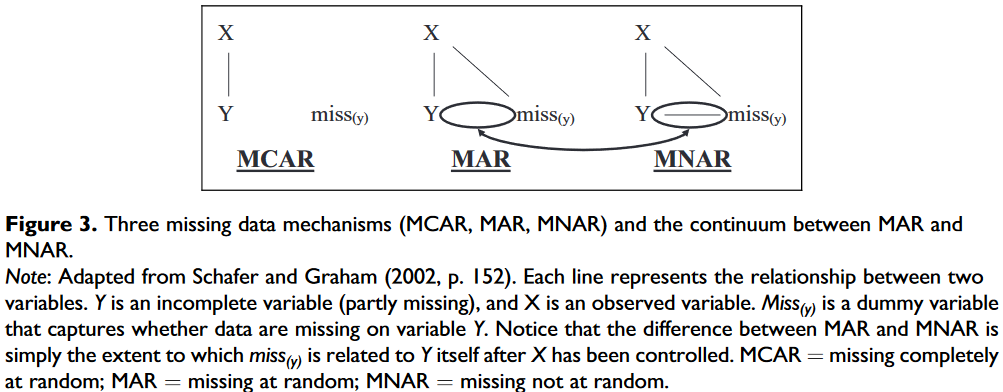 X X X
Y miss(y) Y miss(y) Y miss(y)
MCAR MAR MNAR
Figure 3. Three missing data mechanisms (MCAR, MAR, MNAR) and the continuum between MAR and
MNAR.
Note: Adapted from Schafer and Graham (2002, p. 152). Each line represents the relationship between two
variables. Y is an incomplete variable (partly missing), and X is an observed variable. Miss(y) is a dummy variable
that captures whether data are missing on variable Y. Notice that the difference between MAR and MNAR is
simply the extent to which miss(y) is related to Y itself after X has been controlled. MCAR = missing completely
at random; MAR = missing at random; MNAR = missing not at random.